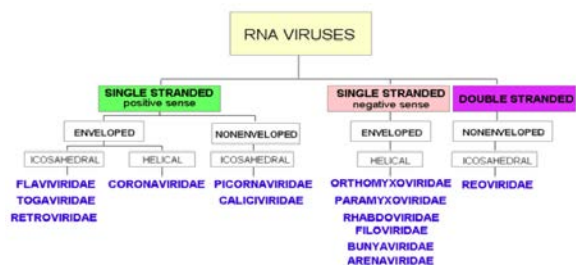 RNA VIRUSES
SINGLE STRANDED
positive sense
SINGLE STRANDED
negative sense
DOUBLE STRANDED
ENVELOPED
NONENVELOPED
ENVELOPED
NONENVELOPED
ICOSAHEDRAL
HELICAL
ICOSAHEDRAL
HELICAL
ICOSAHEDRAL
FLAVIVIRIDAE
TOGAVIRIDAE
RETROVIRIDAE
CORONAVIRIDAE
PICORNAVIRIDAE
CALICIVIRIDAE
ORTHOMYXOVIRIDAE
PARAMYXOVIRIDAE
RHABDOVIRIDAE
FILOVIRIDAE
BUNYAVIRIDAE
ARENAVIRIDAE
REOVIRIDAE